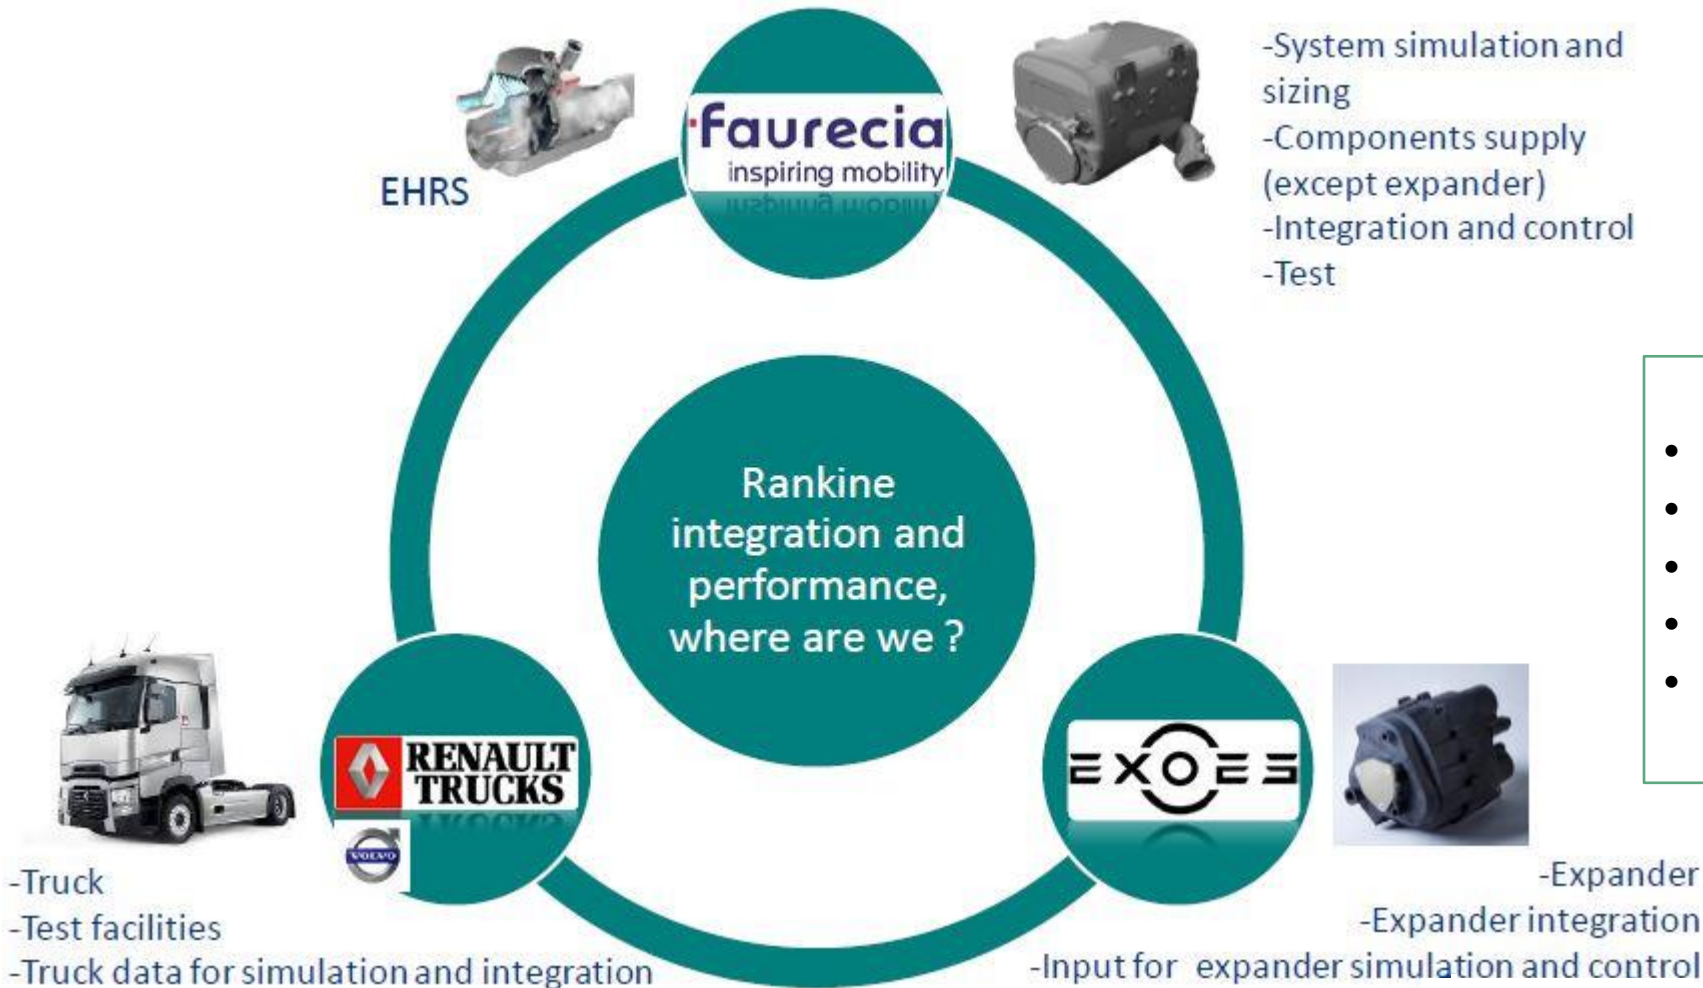 faurecia
inspiring mobility
EHRS
-System simulation and
sizing
-Components supply
(except expander)
-Integration and control
-Test
Rankine
integration and
performance,
where are we ?
RENAULT
TRUCKS
VOLVO
-Truck
-Test facilities
-Truck data for simulation and integration
EXOES
-Expander
-Expander integration
-Input for expander simulation and control
•
•
•
•
•